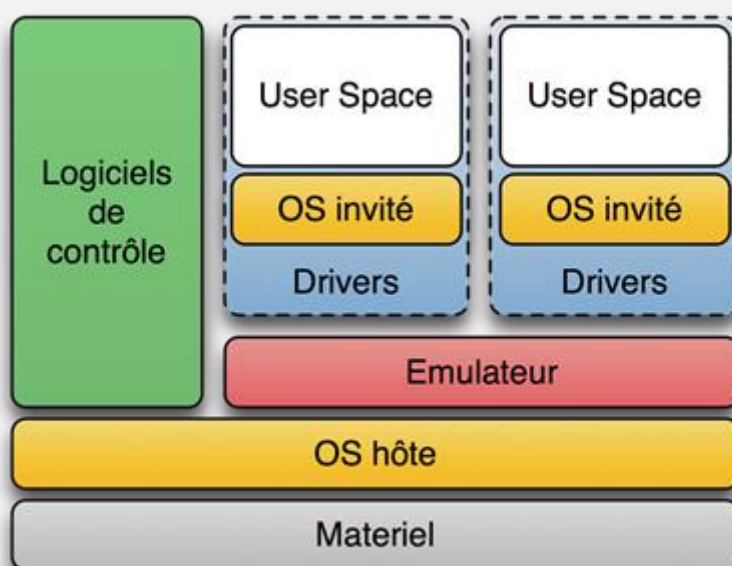 Logiciels
de
contrôle
User Space
OS invité
Drivers
User Space
OS invité
Drivers
Emulateur
OS hôte
Materiel